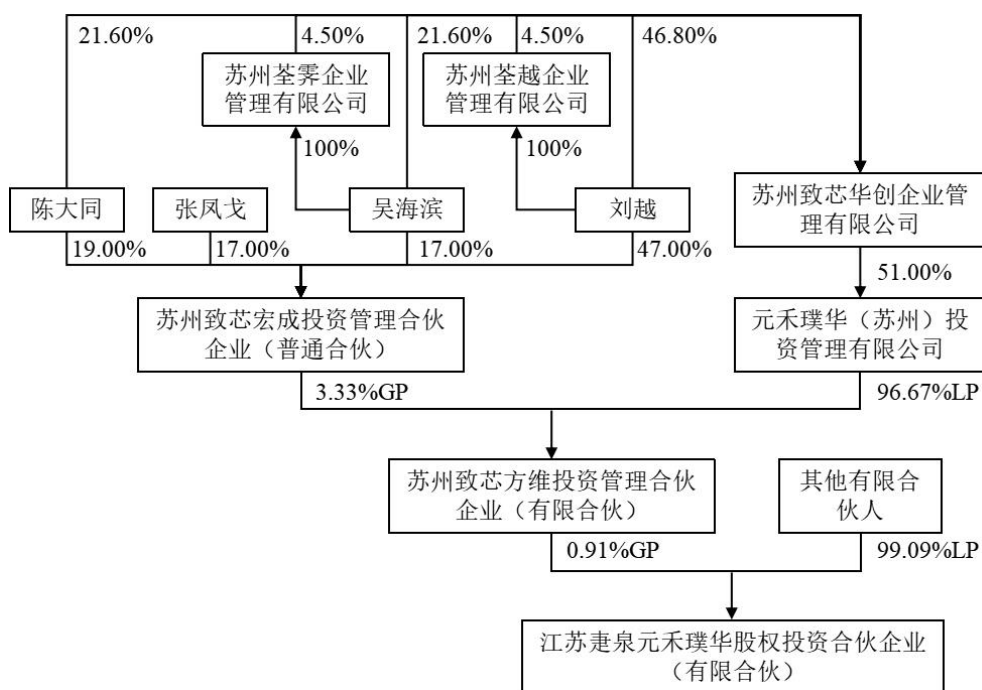 21.60%
4.50%
21.60%
4.50%
46.80%
苏州荃霁企业
管理有限公司
苏州荃越企业
管理有限公司
100%
100%
陈大同
张凤戈
吴海滨
刘越
苏州致芯华创企业管
理有限公司
19.00%
17.00%
17.00%
47.00%
51.00%
苏州致芯宏成投资管理合伙
企业（普通合伙）
元禾璞华（苏州）投
资管理有限公司
3.33%GP
96.67%LP
苏州致芯方维投资管理合伙
企业（有限合伙）
其他有限合
伙人
0.91%GP
99.09%LP
江苏疌泉元禾璞华股权投资合伙企业
（有限合伙）